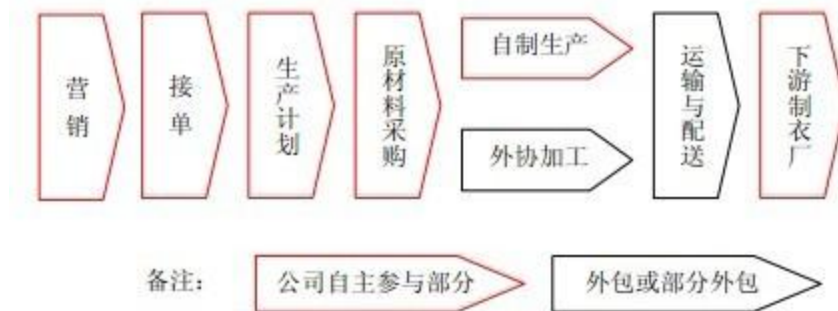 营销
接单
生产计划
原材料采购
自制生产
外协加工
运输与配送
下游制衣厂
备注：
公司自主参与部分
外包或部分外包